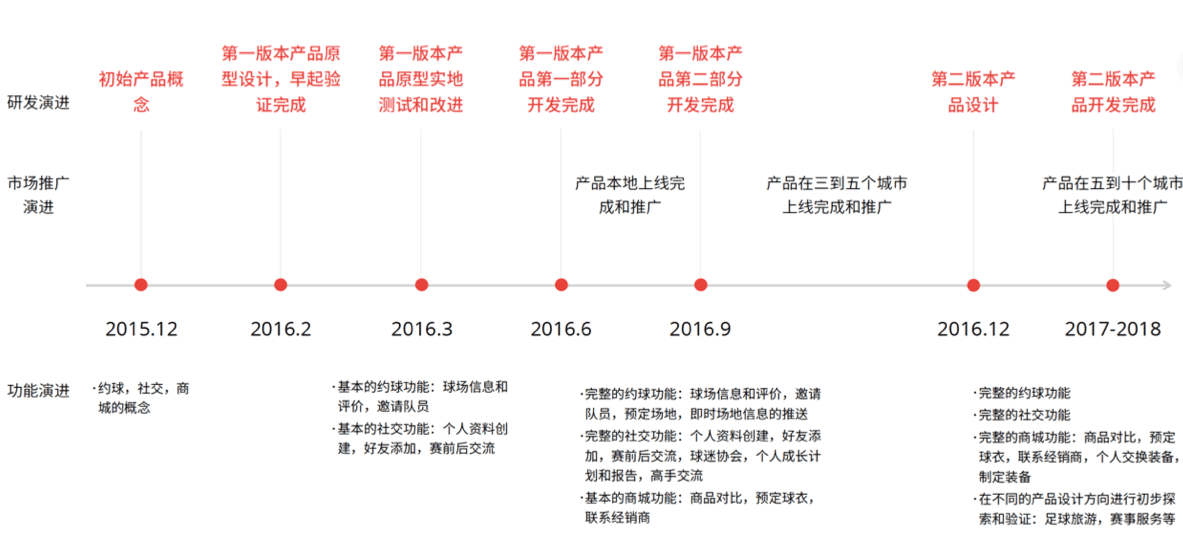 研发演进
初始产品概
念
第一版本产品原
型设计，早起验
证完成
第一版本产
品原型实地
测试和改进
第一版本产
品第一部分
开发完成
第一版本产
品第二部分
开发完成
第二版本产
品设计
第二版本产
品开发完成
市场推广
演进
产品本地上线完
成和推广
产品在三到五个城市
上线完成和推广
产品在五到十个城市
上线完成和推广
2015.12
2016.2
2016.3
2016.6
2016.9
2016.12
2017-2018
功能演进
·约球，社交，商
城的概念
·基本的约球功能：球场信息和
评价，邀请队员
·基本的社交功能：个人资料创
建，好友添加，赛前后交流
·完整的约球功能：球场信息和评价，邀请
队员，预定场地，即时场地信息的推送
·完整的社交功能：个人资料创建，好友添
加，赛前后交流，球迷协会，个人成长计
划和报告，高手交流
·基本的商城功能：商品对比，预定球衣，
联系经销商
·完整的约球功能
·完整的社交功能
·完整的商城功能：商品对比，预定
球衣，联系经销商，个人交换装备，
制定装备
·在不同的产品设计方向进行初步探
索和验证：足球旅游，赛事服务等